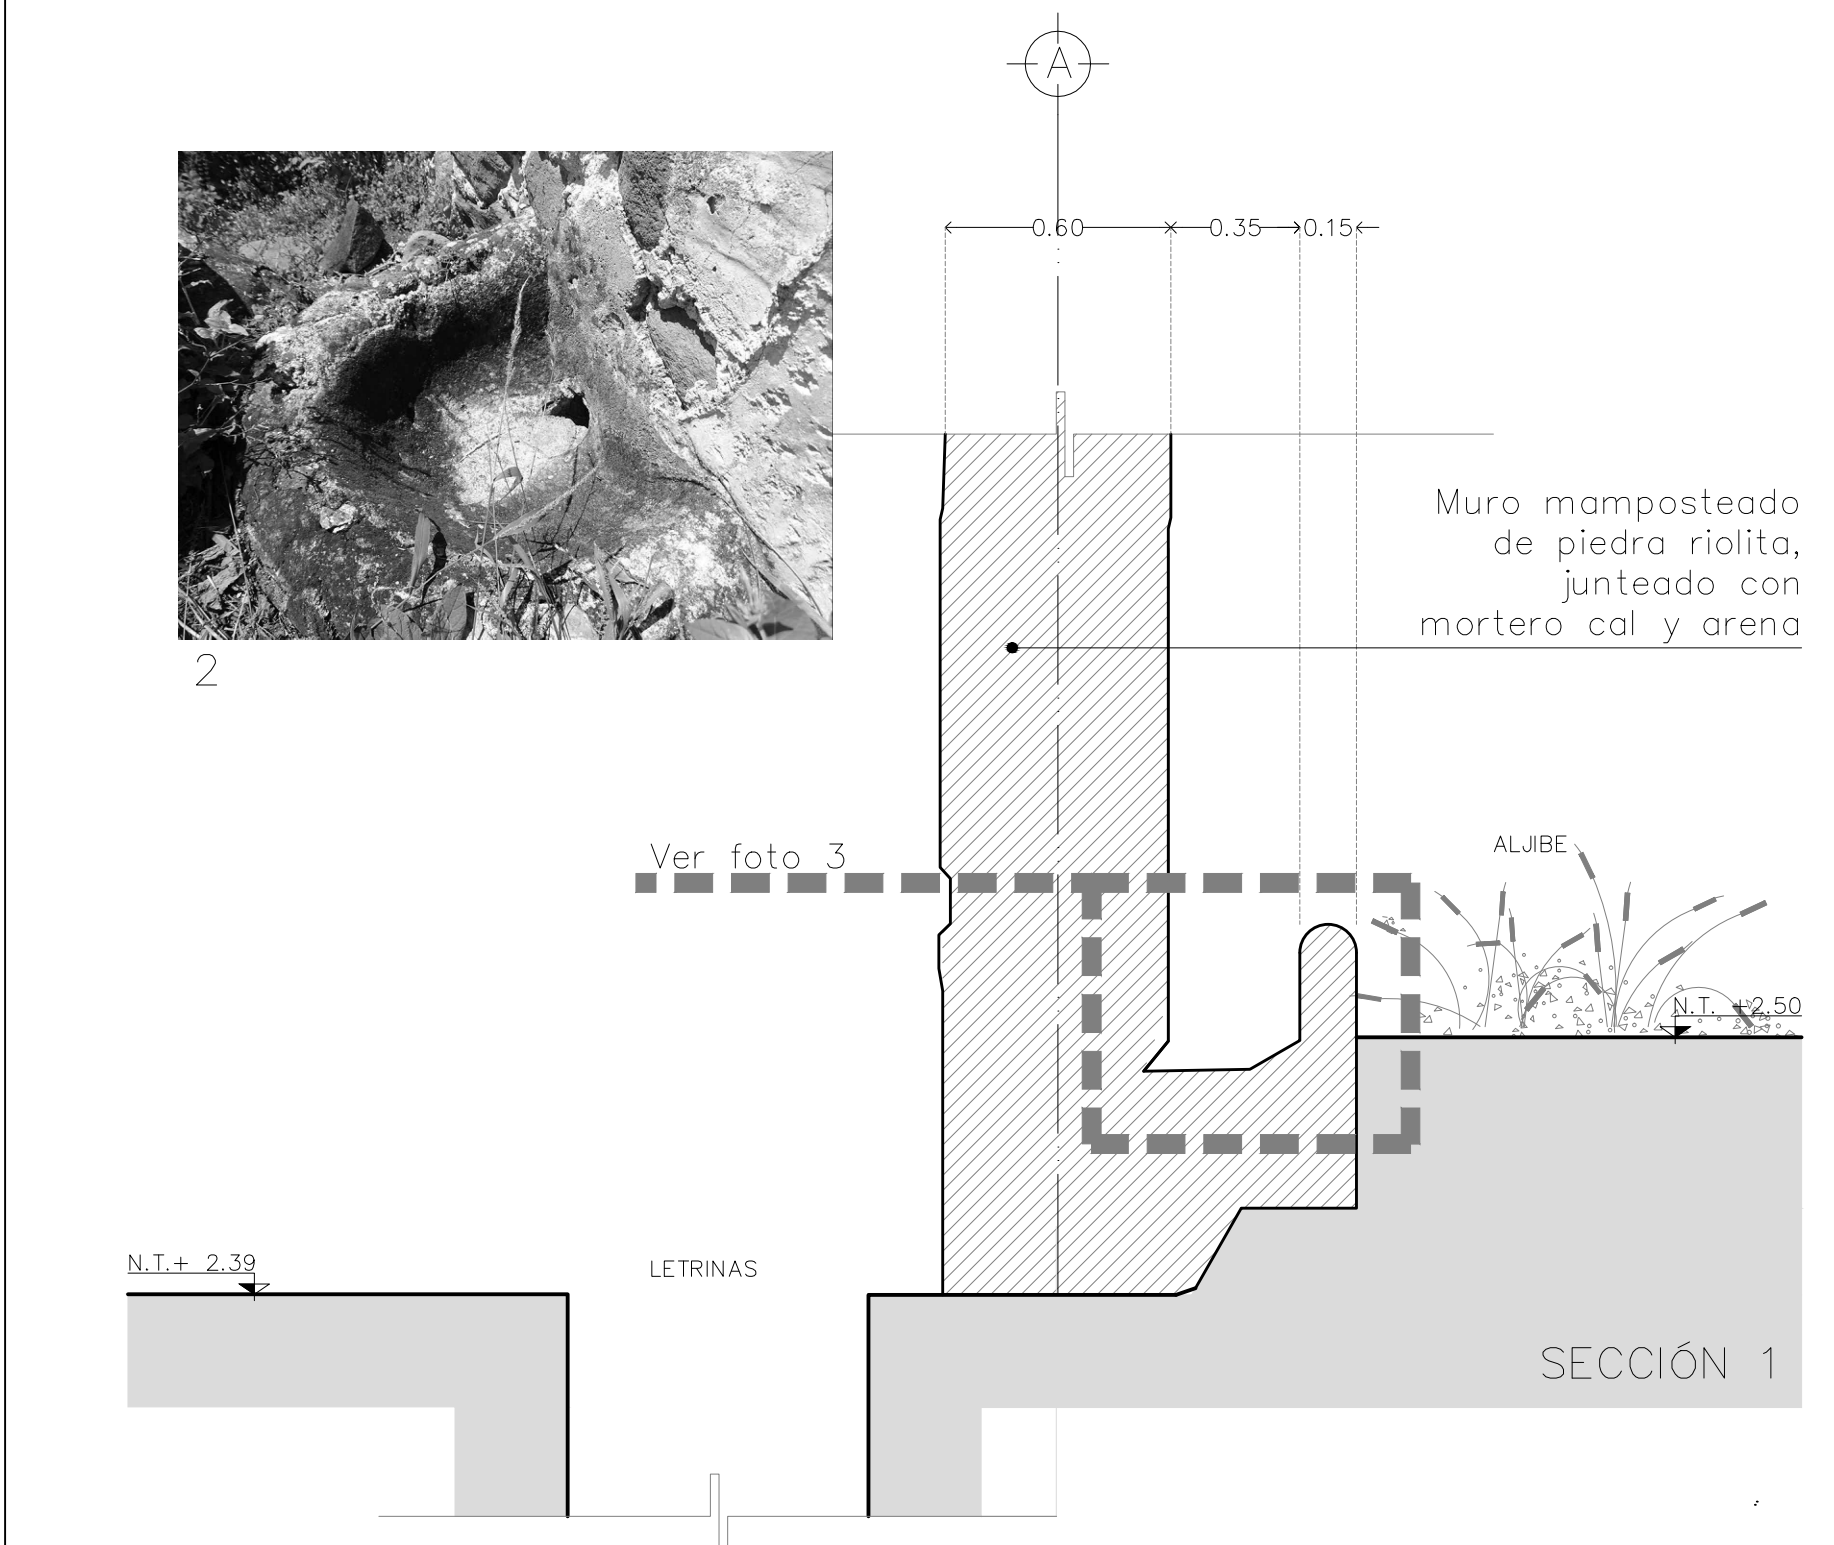 A
0.60
0.35
0.15
2
Muro mamposteado
de piedra riolita,
junteado con
mortero cal y arena
Ver foto 3
ALJIBE
N.T. +2.50
N.T.+ 2.39
LETRINAS
SECCIÓN 1